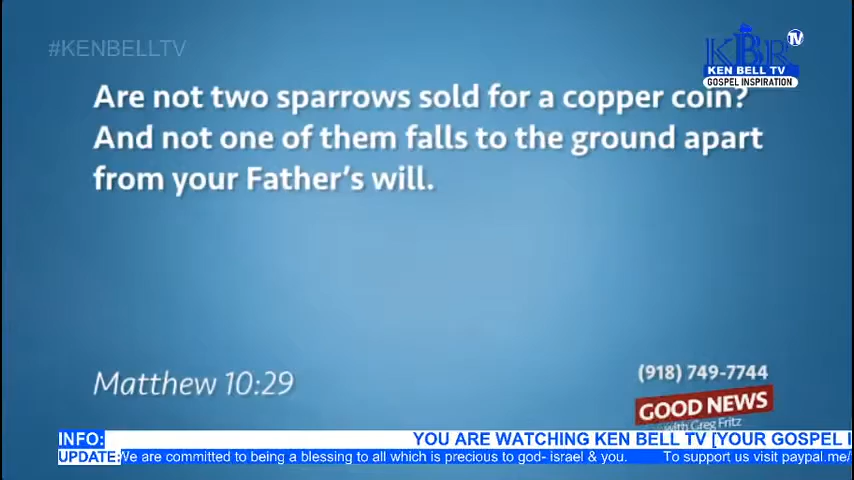 #KENBELLTV
KBR TV
KEN BELL TV
GOSPEL INSPIRATION
Are not two sparrows sold for a copper coin?
And not one of them falls to the ground apart
from your Father's will.
Matthew 10:29
(918) 749-7744
GOOD NEWS
with Greg Fritz
INFO: YOU ARE WATCHING KEN BELL TV [YOUR GOSPEL
UPDATE: We are committed to being a blessing to all which is precious to god- israel & you. To support us visit paypal.me/